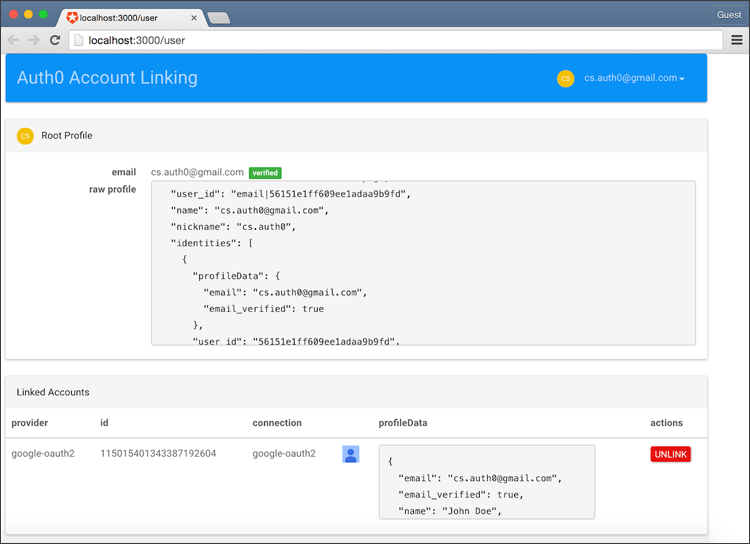 localhost:3000/user
Guest
localhost:3000/user
Auth0 Account Linking
CS cs.auth0@gmail.com
CS Root Profile
email cs.auth0@gmail.com verified
raw profile
"user_id": "email|56151e1ff609ee1adaa9b9fd",
"name": "cs.auth0@gmail.com",
"nickname": "cs.auth0",
"identities": [
{
"profileData": {
"email": "cs.auth0@gmail.com",
"email_verified": true
},
"user_id": "56151e1ff609ee1adaa9b9fd",
Linked Accounts
provider id connection profileData actions
google-oauth2 115015401343387192604 google-oauth2 UNLINK
{
"email": "cs.auth0@gmail.com",
"email_verified": true,
"name": "John Doe",